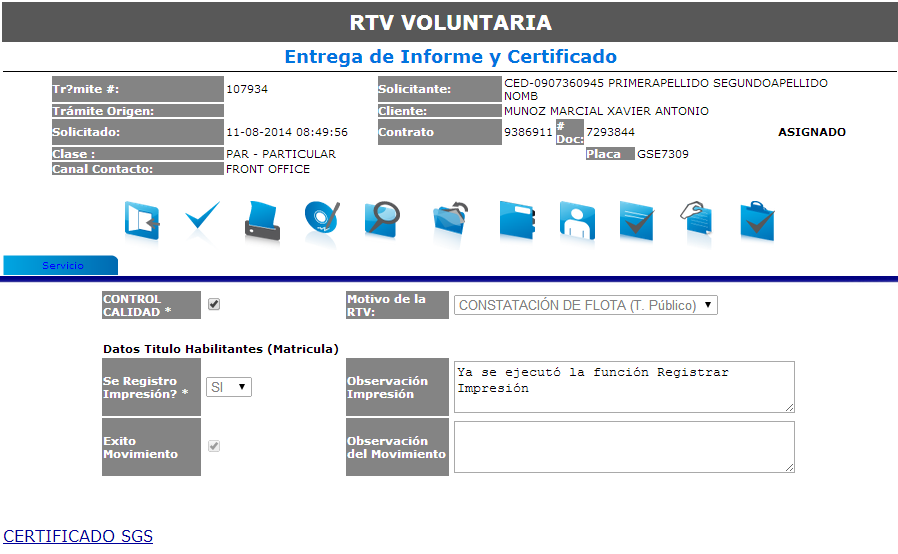 RTV VOLUNTARIA
Entrega de Informe y Certificado
Tr?mite #: 107934 Solicitante: CED-0907360945 PRIMERAPELLIDO SEGUNDOAPELLIDO
NOMB
Trámite Origen: Cliente: MUNOZ MARCIAL XAVIER ANTONIO
Solicitado: 11-08-2014 08:49:56 Contrato 9386911 # Doc: 7293844 ASIGNADO
Clase : PAR - PARTICULAR Placa GSE7309
Canal Contacto: FRONT OFFICE
Servicio
CONTROL
CALIDAD *
Motivo de la
RTV:
CONSTATACIÓN DE FLOTA (T. Público)
Datos Titulo Habilitantes (Matricula)
Se Registro
Impresión? *
SI
Observación
Impresión
Ya se ejecutó la función Registrar
Impresión
Exito
Movimiento
Observación
del Movimiento
CERTIFICADO SGS